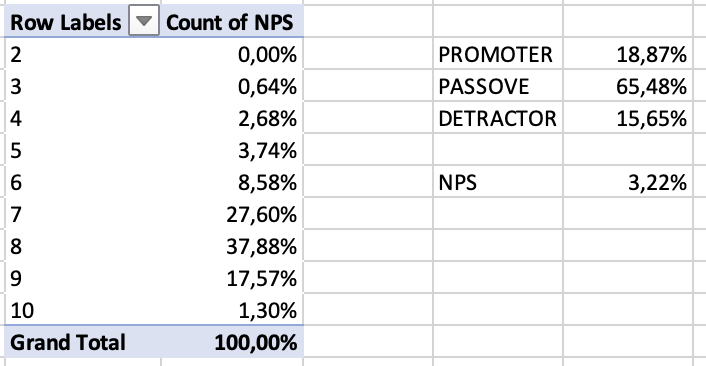 Row Labels Count of NPS
2 0,00%
3 0,64% PROMOTER 18,87%
4 2,68% PASSOVE 65,48%
5 3,74% DETRACTOR 15,65%
6 8,58% NPS 3,22%
7 27,60%
8 37,88%
9 17,57%
10 1,30%
Grand Total 100,00%